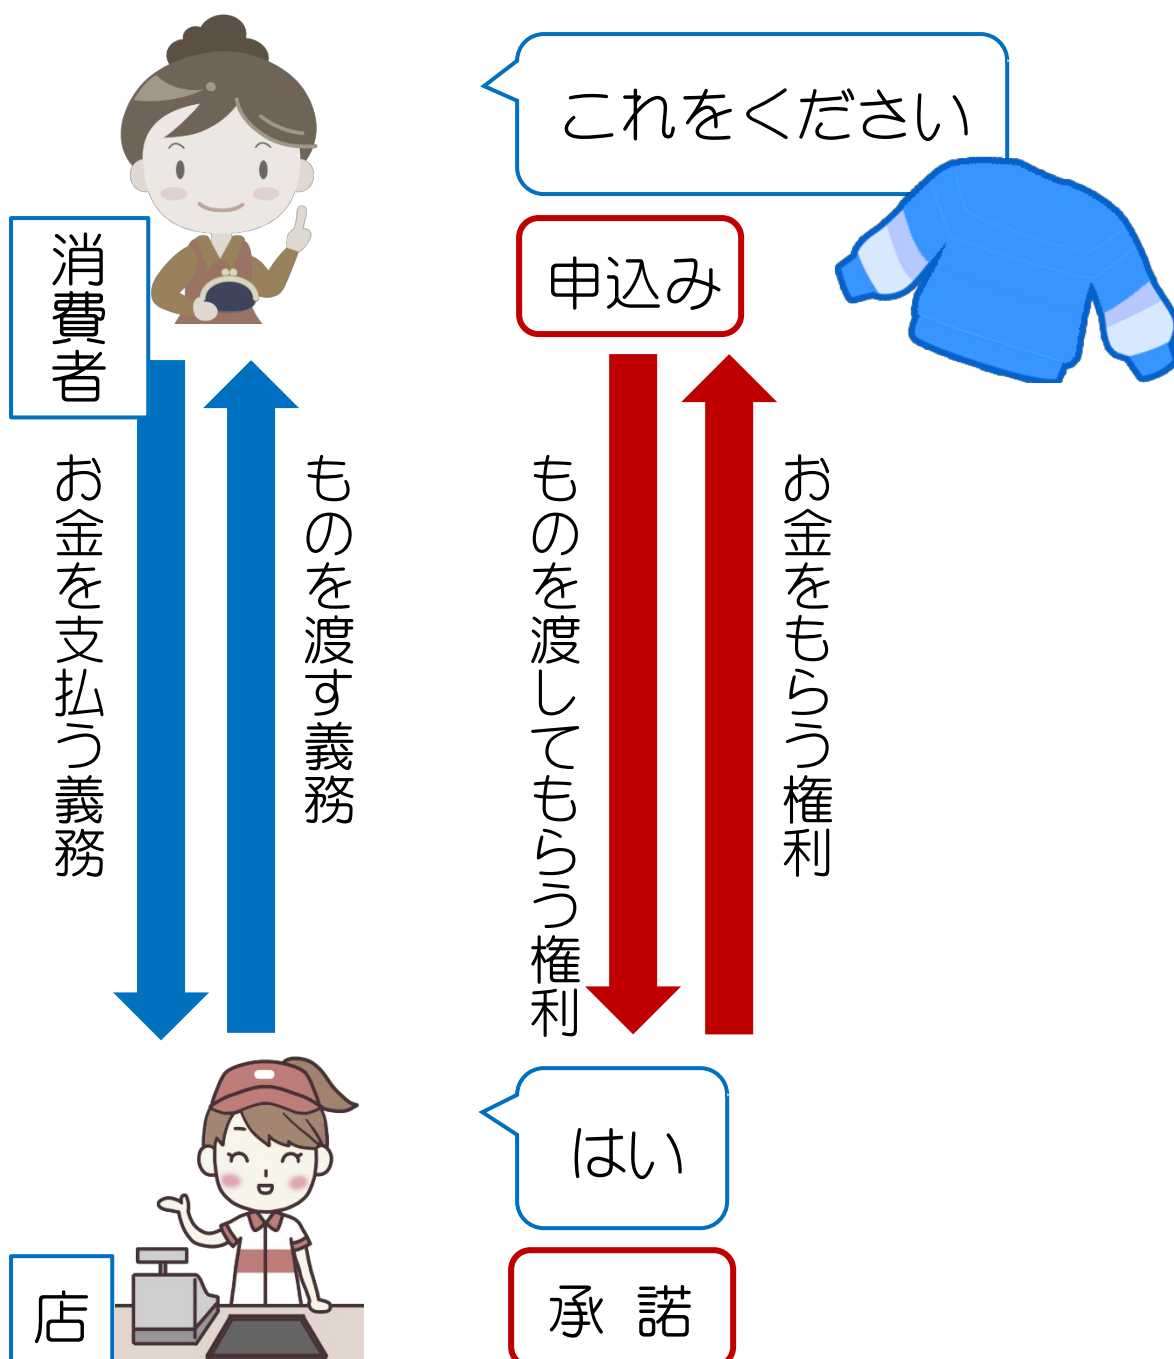 これをください
消費者
申込み
お金を支払う義務
ものを渡す義務
ものを渡してもらう権利
お金をもらう権利
はい
店
承諾